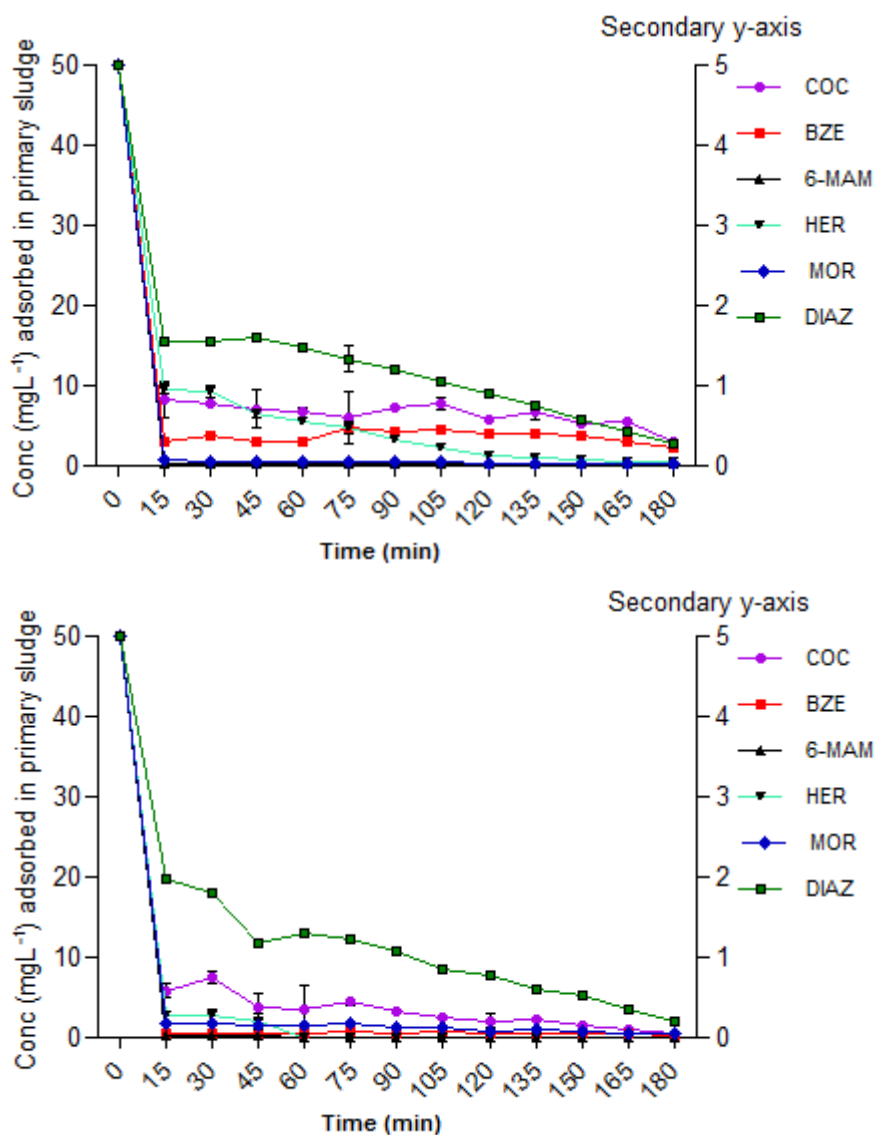 Secondary y-axis
50
40
30
20
10
0
Conc (mgL⁻¹) adsorbed in primary sludge
5
4
3
2
1
0
COC
BZE
6-MAM
HER
MOR
DIAZ
0 15 30 45 60 75 90 105 120 135 150 165 180
Time (min)
Secondary y-axis
50
40
30
20
10
0
Conc (mgL⁻¹) adsorbed in primary sludge
5
4
3
2
1
0
COC
BZE
6-MAM
HER
MOR
DIAZ
0 15 30 45 60 75 90 105 120 135 150 165 180
Time (min)